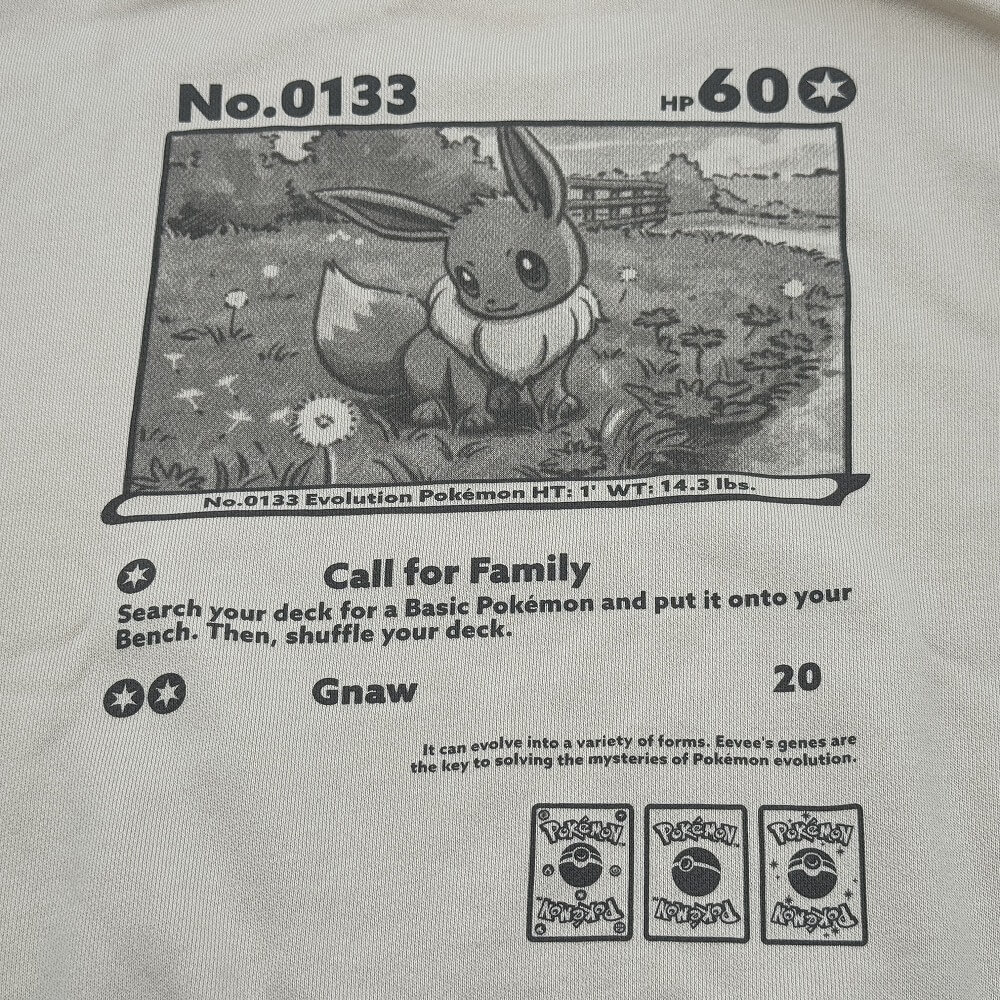 No.0133 HP 60
No.0133 Evolution Pokémon HT: 1' WT: 14.3 lbs.
Call for Family
Search your deck for a Basic Pokémon and put it onto your
Bench. Then, shuffle your deck.
Gnaw 20
It can evolve into a variety of forms. Eevee's genes are
the key to solving the mysteries of Pokémon evolution.
POKéMON POKéMON POKéMON
POKéMON POKéMON POKéMON